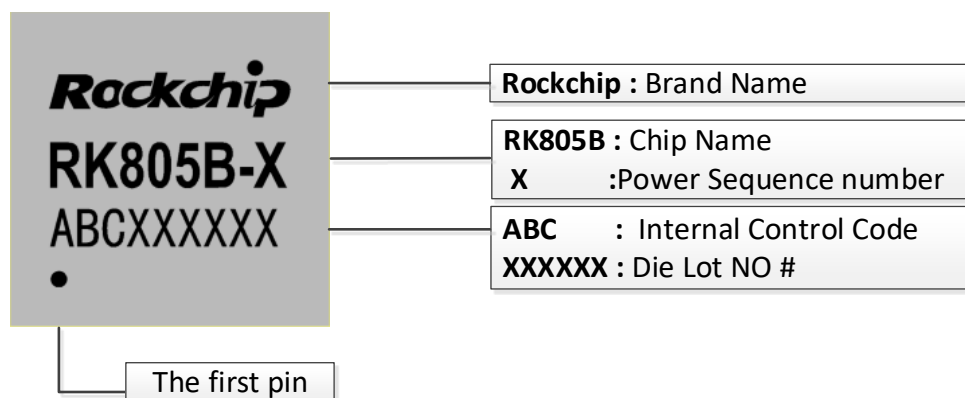 Rockchip
RK805B-X
ABCXXXXXX
Rockchip : Brand Name
RK805B : Chip Name
X :Power Sequence number
ABC : Internal Control Code
XXXXXX : Die Lot NO #
The first pin